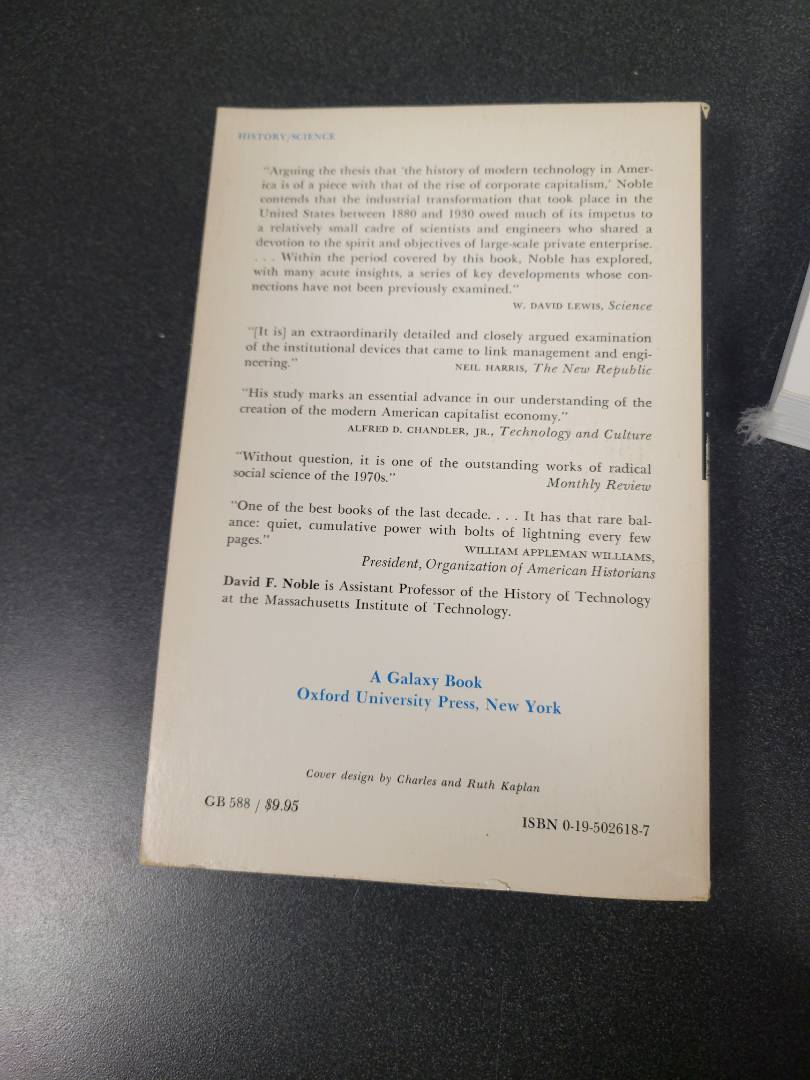 HISTORY/SCIENCE
"Arguing the thesis that 'the history of modern technology in Amer-
ica is of a piece with that of the rise of corporate capitalism,' Noble
contends that the industrial transformation that took place in the
United States between 1880 and 1930 owed much of its impetus to
a relatively small cadre of scientists and engineers who shared a
devotion to the spirit and objectives of large-scale private enterprise.
. . . Within the period covered by this book, Noble has explored,
with many acute insights, a series of key developments whose con-
nections have not been previously examined."
W. DAVID LEWIS, Science
"[It is] an extraordinarily detailed and closely argued examination
of the institutional devices that came to link management and engi-
neering." NEIL HARRIS, The New Republic
"His study marks an essential advance in our understanding of the
creation of the modern American capitalist economy."
ALFRED D. CHANDLER, JR., Technology and Culture
"Without question, it is one of the outstanding works of radical
social science of the 1970s." Monthly Review
"One of the best books of the last decade. . . . It has that rare bal-
ance: quiet, cumulative power with bolts of lightning every few
pages." WILLIAM APPLEMAN WILLIAMS,
President, Organization of American Historians
David F. Noble is Assistant Professor of the History of Technology
at the Massachusetts Institute of Technology.
A Galaxy Book
Oxford University Press, New York
Cover design by Charles and Ruth Kaplan
GB 588 / $9.95
ISBN 0-19-502618-7